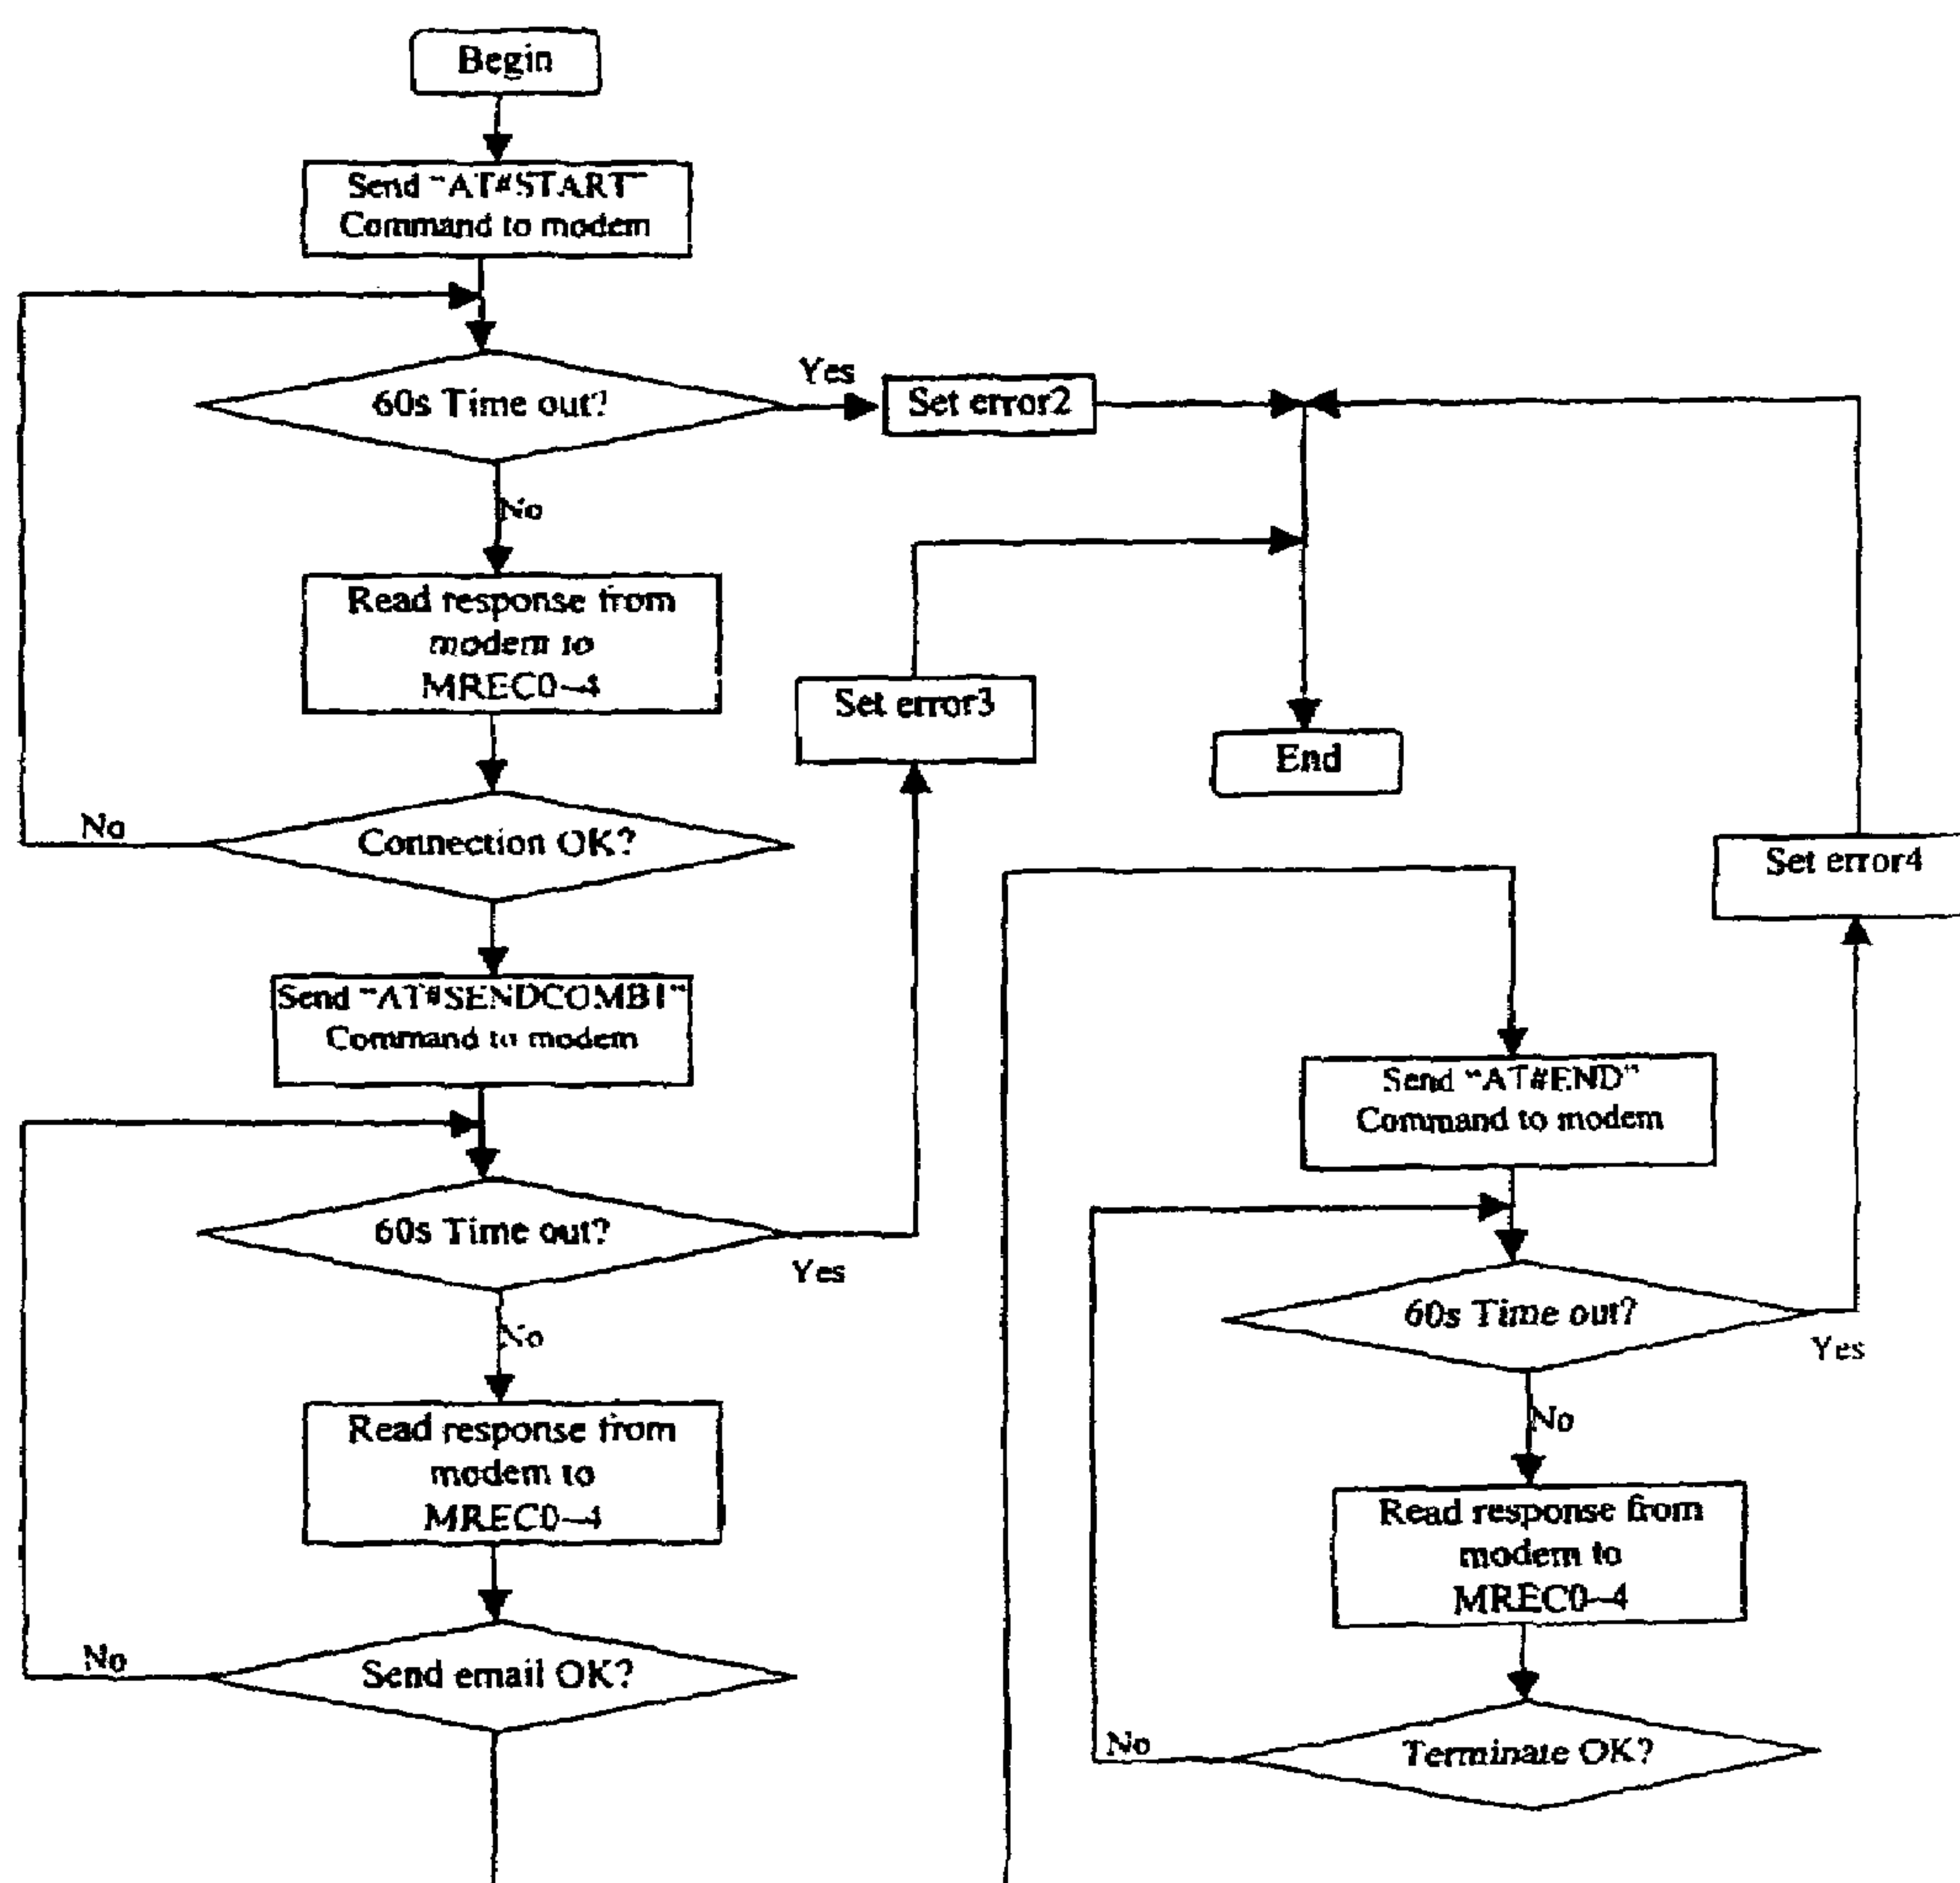 Begin
Send "AT#START"
Command to modem
60s Time out?
Yes
Set error2
No
Read response from
modem to
MREC0~4
Set error3
End
No
Connection OK?
Set error4
Send "AT#SENDCOMB1"
Command to modem
Send "AT#END"
Command to modem
60s Time out?
Yes
60s Time out?
Yes
No
No
Read response from
modem to
MREC0~4
Read response from
modem to
MREC0~4
No
Send email OK?
No
Terminate OK?